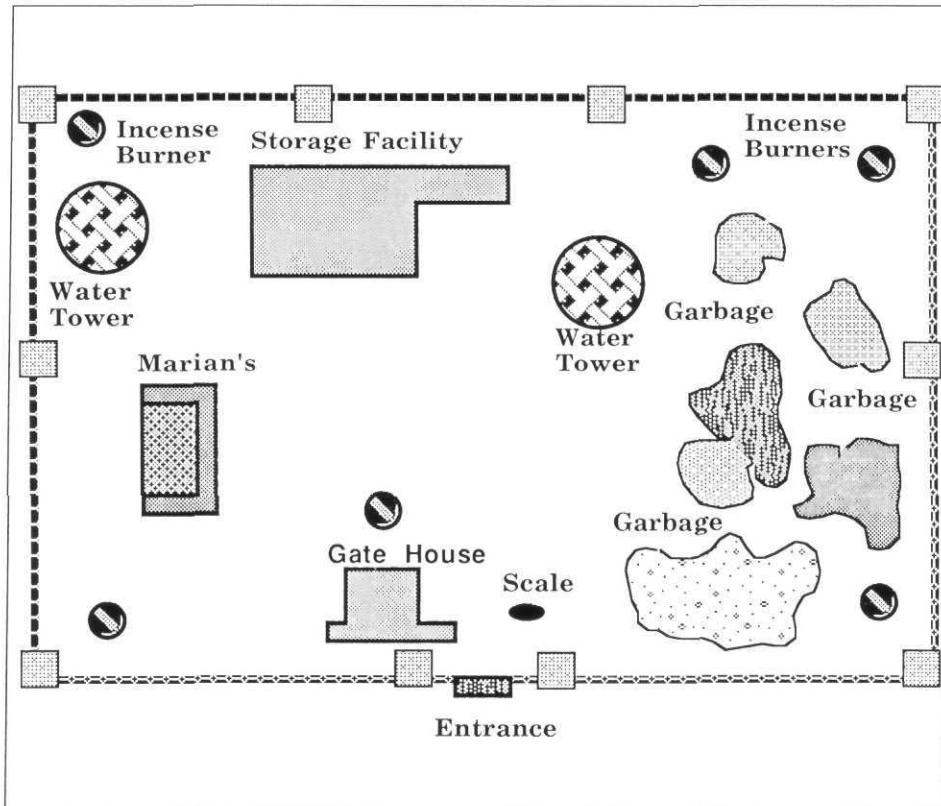 Incense
Burner
Storage Facility
Incense
Burners
Water
Tower
Garbage
Water
Tower
Marian's
Garbage
Garbage
Gate House
Scale
Entrance